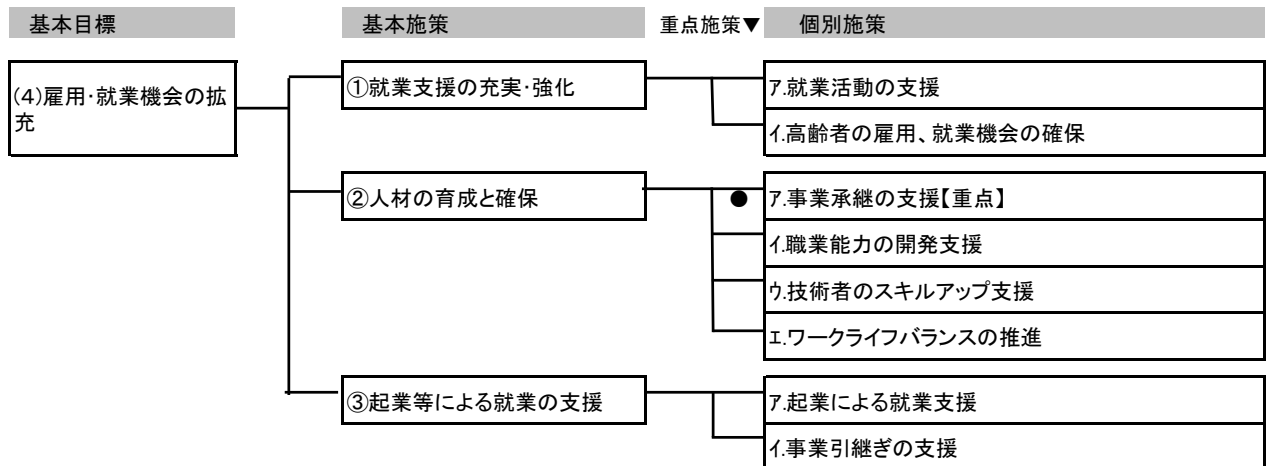 基本目標 基本施策 重点施策▼ 個別施策
(4)雇用・就業機会の拡
充
①就業支援の充実・強化
ｱ.就業活動の支援
ｲ.高齢者の雇用、就業機会の確保
②人材の育成と確保
●
ｱ.事業承継の支援【重点】
ｲ.職業能力の開発支援
ｳ.技術者のスキルアップ支援
ｴ.ワークライフバランスの推進
③起業等による就業の支援
ｱ.起業による就業支援
ｲ.事業引継ぎの支援